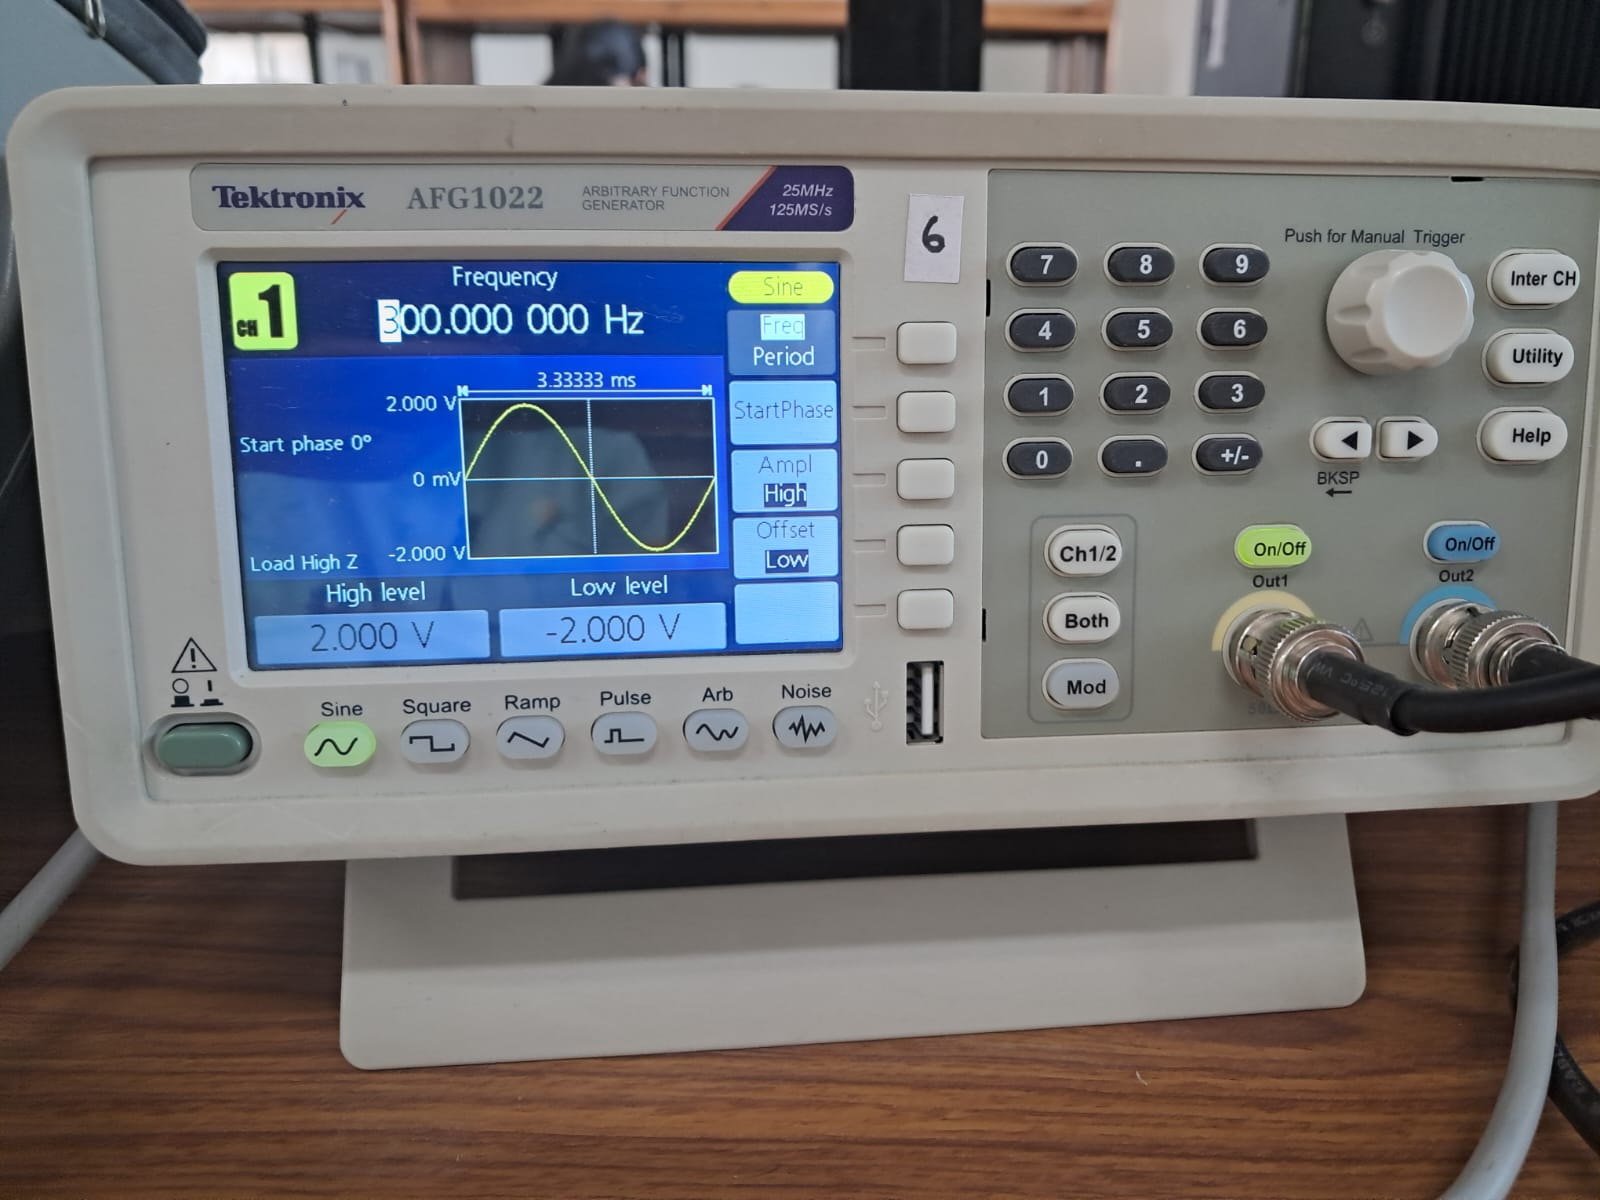 Tektronix AFG1022 ARBITRARY FUNCTION GENERATOR 25MHz 125MS/s
6
CH 1
Frequency
300.000 000 Hz
Sine
Freq
Period
StartPhase
Ampl
High
Offset
Low
3.33333 ms
2.000 V
Start phase 0°
0 mV
Load High Z
-2.000 V
High level
Low level
2.000 V
-2.000 V
Sine
Square
Ramp
Pulse
Arb
Noise
7 8 9
4 5 6
1 2 3
0 . +/-
Push for Manual Trigger
Inter CH
Utility
Help
BKSP
Ch1/2
Both
Mod
On/Off
Out1
On/Off
Out2